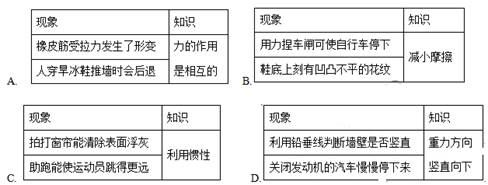 现象 知识
橡皮筋受拉力发生了形变 力的作用
人穿旱冰鞋推墙时会后退 是相互的
A.
现象 知识
用力捏车闸可使自行车停下 减小摩擦
鞋底上刻有凹凸不平的花纹
B.
现象 知识
拍打窗帘能清除表面浮灰 利用惯性
助跑能使运动员跳得更远
C.
现象 知识
利用铅垂线判断墙壁是否竖直 重力方向
关闭发动机的汽车慢慢停下来 竖直向下
D.